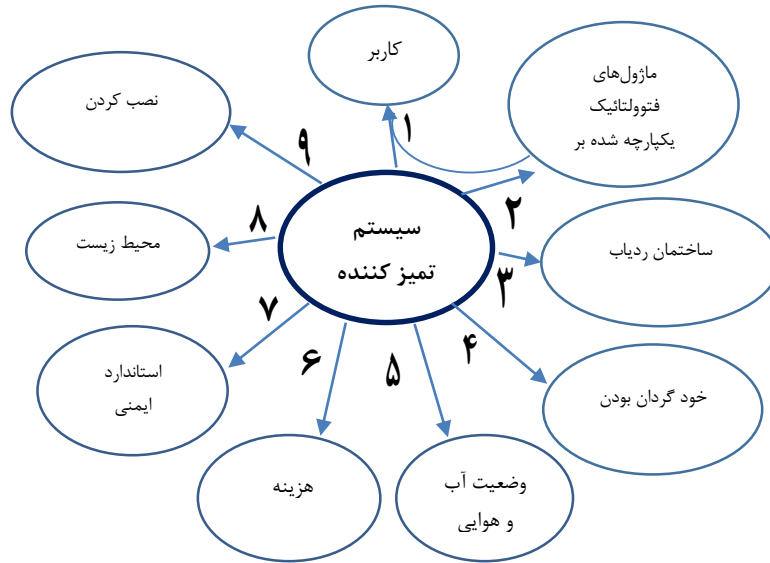 سیستم
تمیز کننده
۱
کاربر
۲
ماژول‌های
فتوولتائیک
یکپارچه شده بر
۳
ساختمان ردیاب
۴
خود گردان بودن
۵
وضعیت آب
و هوایی
۶
هزینه
۷
استاندارد
ایمنی
۸
محیط زیست
۹
نصب کردن